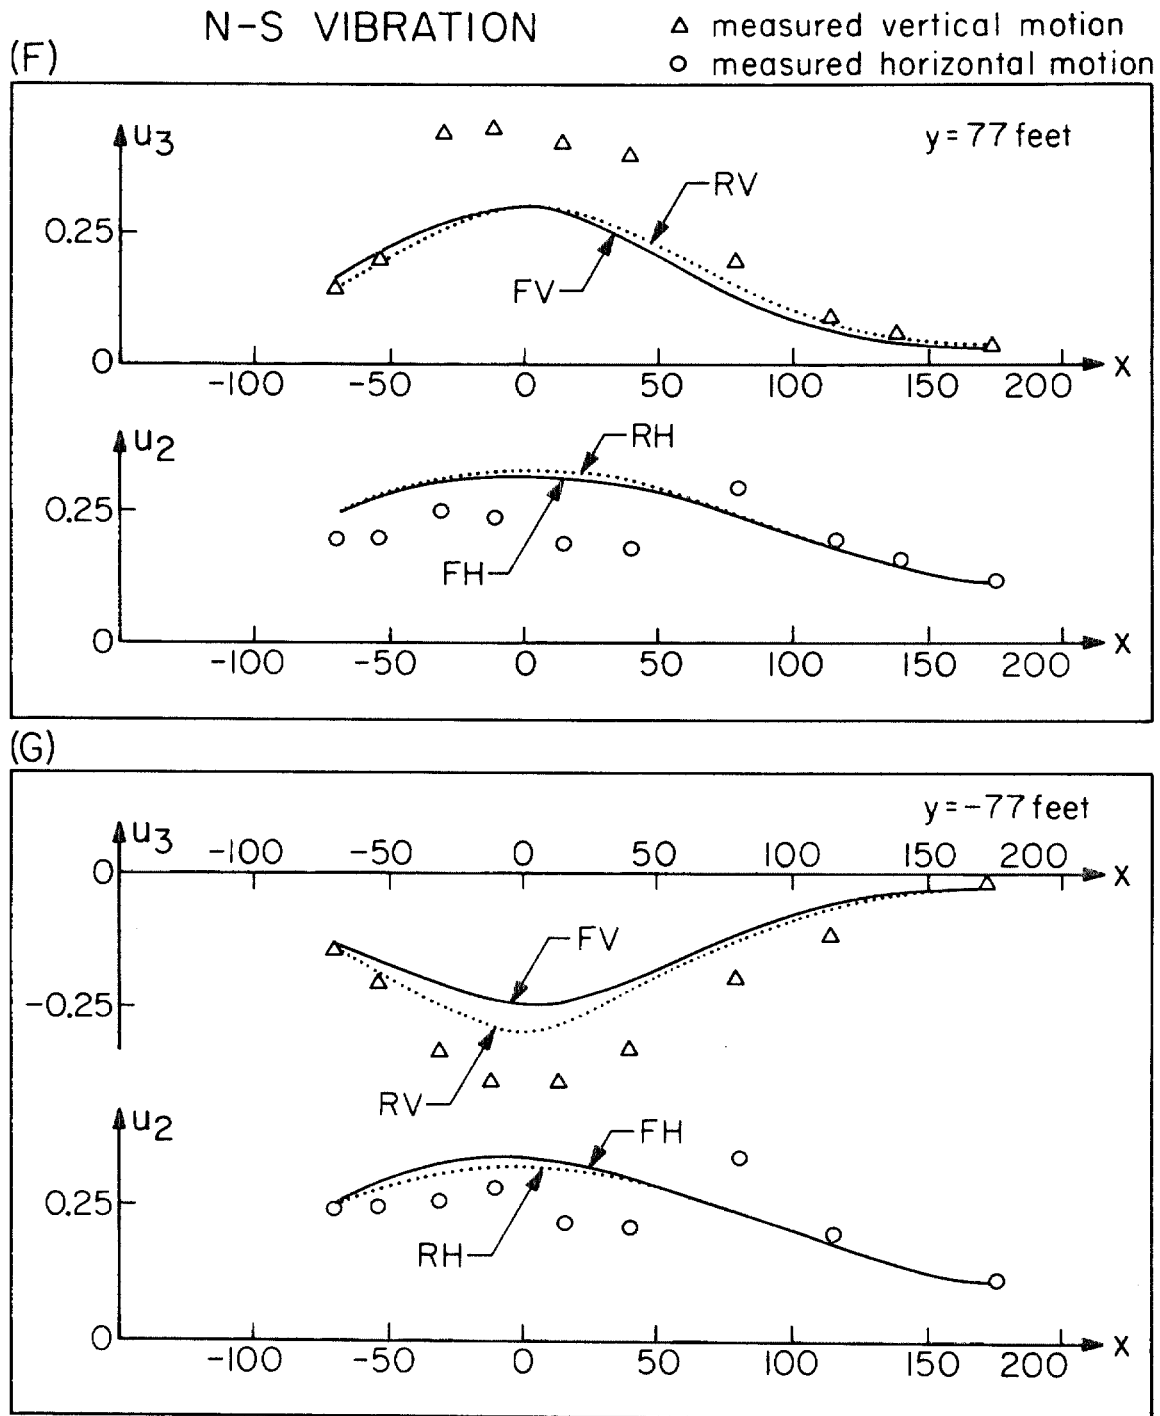 N-S VIBRATION
△ measured vertical motion
○ measured horizontal motion
(F)
u3
y = 77 feet
RV
0.25
FV
0
-100 -50 0 50 100 150 200 x
u2
RH
0.25
FH
0
-100 -50 0 50 100 150 200 x
(G)
y = -77 feet
u3
-100 -50 0 50 100 150 200
0
x
FV
-0.25
RV
u2
FH
0.25
RH
0
-100 -50 0 50 100 150 200 x